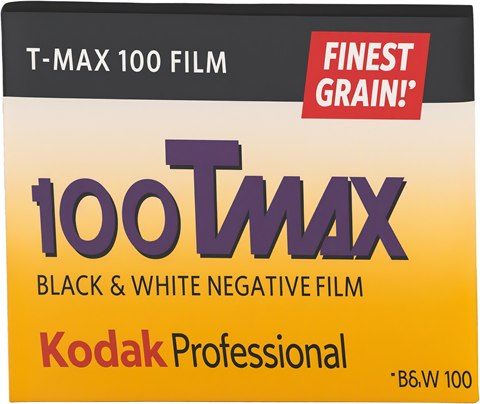 T-MAX 100 FILM
FINEST
GRAIN!*
100TMAX
BLACK & WHITE NEGATIVE FILM
Kodak Professional
*B&W 100